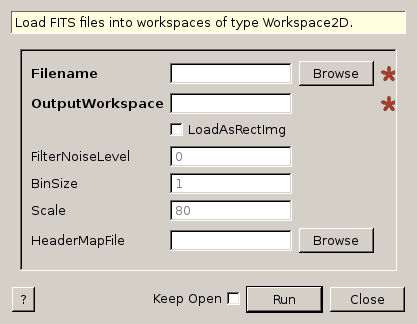 Load FITS files into workspaces of type Workspace2D.
Filename Browse *
OutputWorkspace *
LoadAsRectImg
FilterNoiseLevel 0
BinSize 1
Scale 80
HeaderMapFile Browse
? Keep Open Run Close